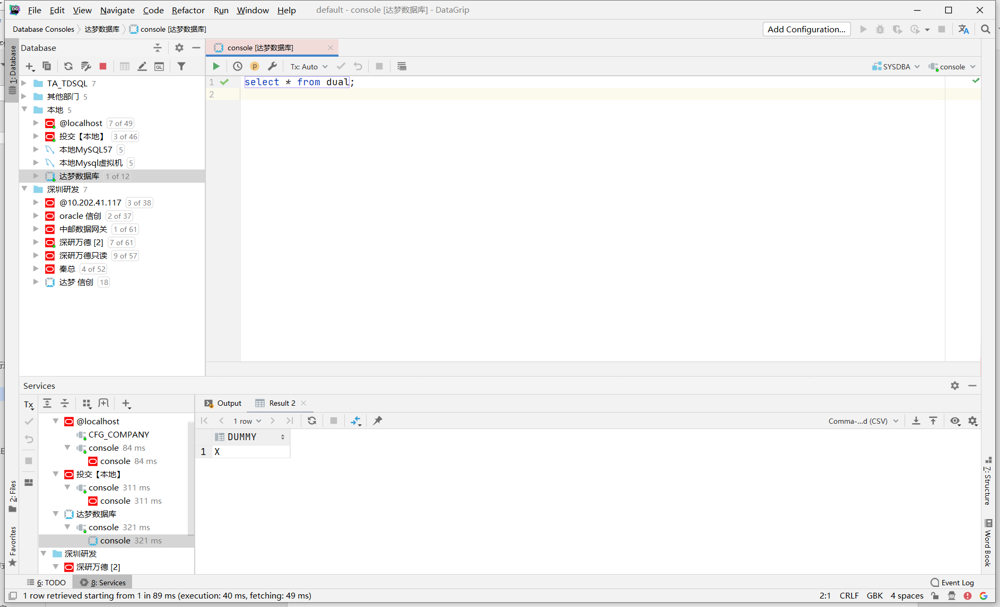 File Edit View Navigate Code Refactor Run Window Help default - console [达梦数据库] - DataGrip
Database Consoles 达梦数据库 console [达梦数据库] Add Configuration...
1: Database
Database
TA_TDSQL 7
其他部门 5
本地 5
@localhost 7 of 49
投交【本地】 3 of 46
本地MySQL57 5
本地Mysql虚拟机 5
达梦数据库 1 of 12
深圳研发 7
@10.202.41.117 3 of 38
oracle 信创 2 of 37
中邮数据网关 1 of 61
深研万德 [2] 7 of 61
深研万德只读 9 of 57
秦总 4 of 52
达梦 信创 18
console [达梦数据库]
Tx: Auto SYSDBA console
1 select * from dual;
2
Services
Tx
@localhost
CFG_COMPANY
console 84 ms
console 84 ms
投交【本地】
console 311 ms
console 311 ms
达梦数据库
console 321 ms
console 321 ms
深圳研发
深研万德 [2]
Output Result 2
1 row Comma-...d (CSV)
DUMMY
1 X
2: Files
Favorites
7: Structure
Word Book
6: TODO 8: Services Event Log
1 row retrieved starting from 1 in 89 ms (execution: 40 ms, fetching: 49 ms) 2:1 CRLF GBK 4 spaces